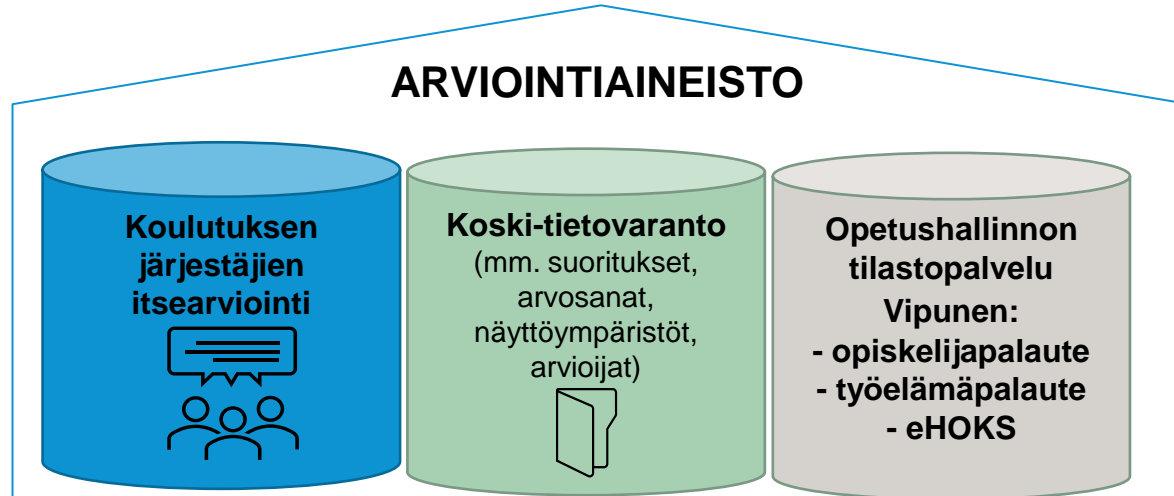 ARVIOINTIAINEISTO
Koulutuksen
järjestäjien
itsearviointi
Koski-tietovaranto
(mm. suoritukset,
arvosanat,
näyttöympäristöt,
arvioijat)
Opetushallinnon
tilastopalvelu
Vipunen:
- opiskelijapalaute
- työelämäpalaute
- eHOKS